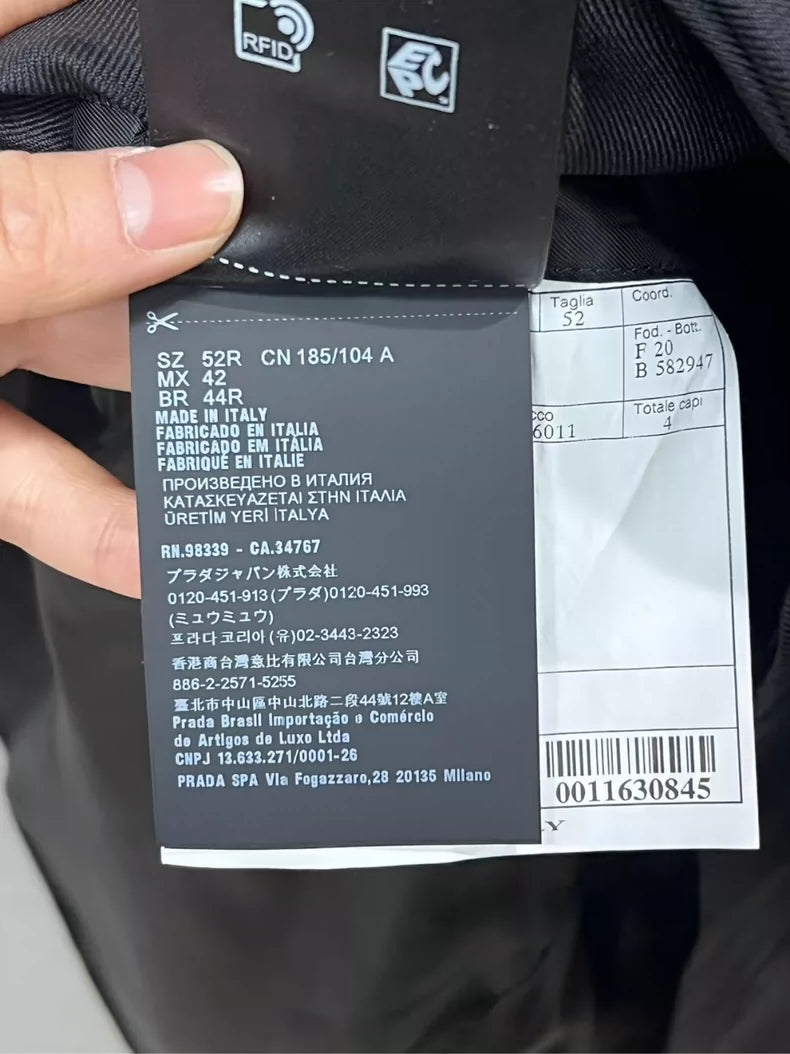 RFID
EPC
SZ 52R CN 185/104 A
MX 42
BR 44R
MADE IN ITALY
FABRICADO EN ITALIA
FABRICADO EM ITÁLIA
FABRIQUÉ EN ITALIE
ПРОИЗВЕДЕНО В ИТАЛИЯ
ΚΑΤΑΣΚΕΥΑΖΕΤΑΙ ΣΤΗΝ ΙΤΑΛΙΑ
ÜRETİM YERİ İTALYA
RN.98339 - CA.34767
プラダジャパン株式会社
0120-451-913(プラダ)0120-451-993
(ミュウミュウ)
프라다코리아(유)02-3443-2323
香港商台灣意比有限公司台灣分公司
886-2-2571-5255
臺北市中山區中山北路二段44號12樓A室
Prada Brasil Importação e Comércio
de Artigos de Luxo Ltda
CNPJ 13.633.271/0001-26
PRADA SPA Via Fogazzaro,28 20135 Milano
Taglia
52
Coord.
Fod. - Bott.
F 20
B 582947
cco
6011
Totale capi
4
0011630845
LY